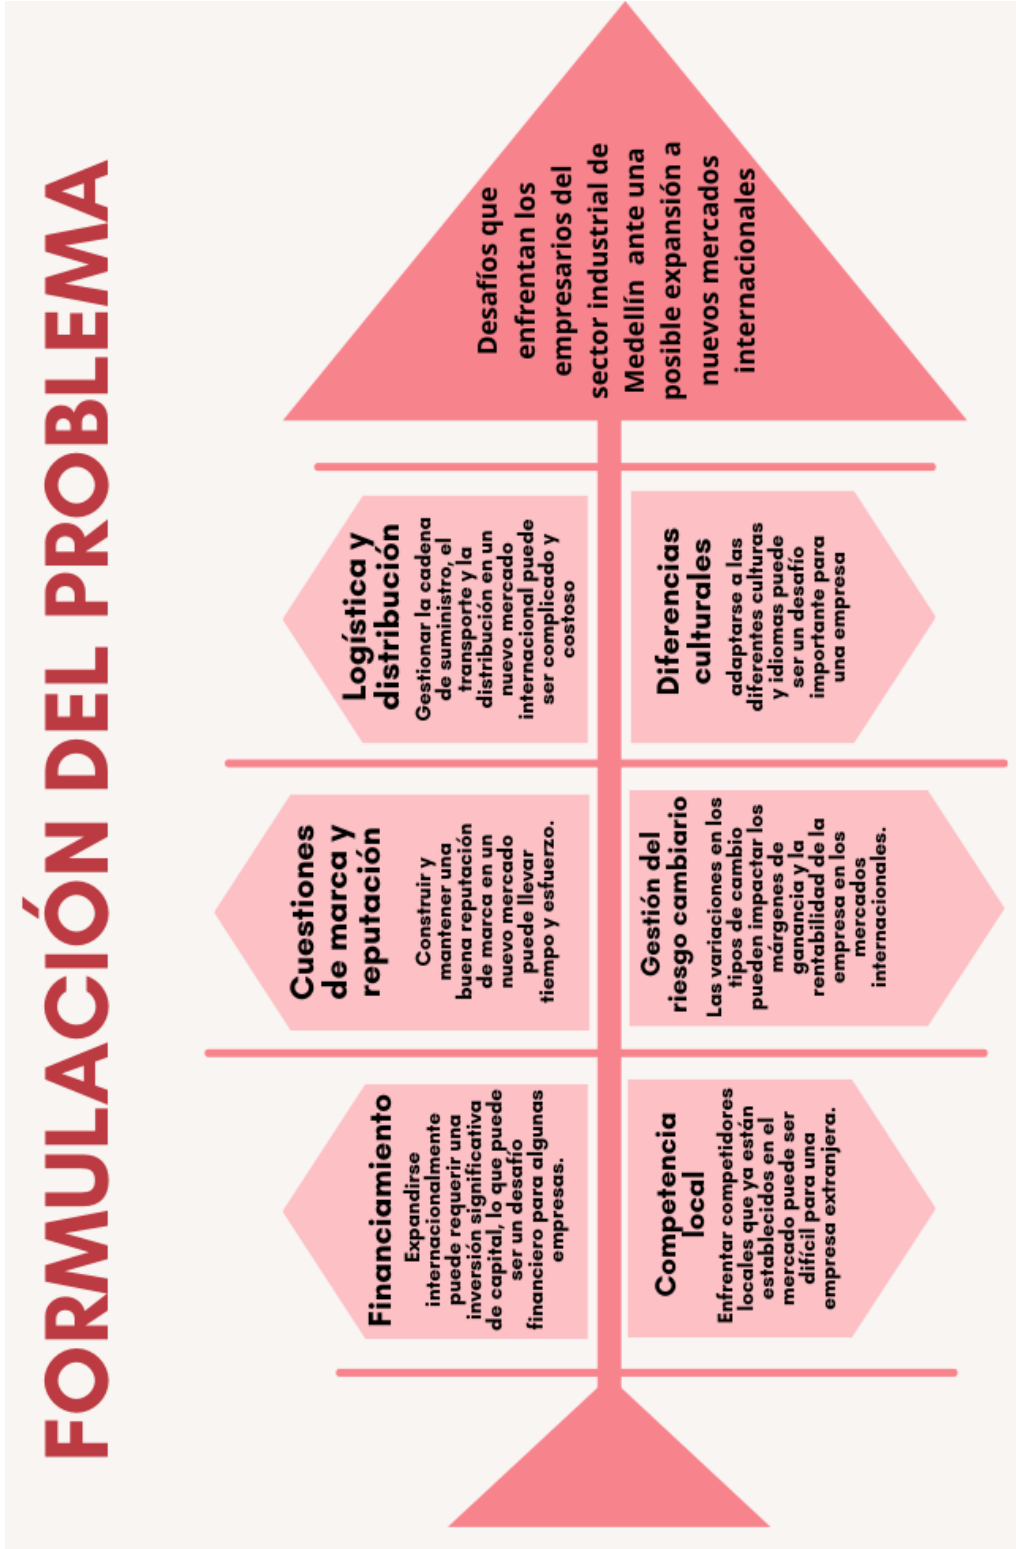 FORMULACIÓN DEL PROBLEMA
Financiamiento
Expandirse
internacionalmente
puede requerir una
inversión significativa
de capital, lo que puede
ser un desafío
financiero para algunas
empresas.
Cuestiones
de marca y
reputación
Construir y
mantener una
buena reputación
de marca en un
nuevo mercado
puede llevar
tiempo y esfuerzo.
Logística y
distribución
Gestionar la cadena
de suministro, el
transporte y la
distribución en un
nuevo mercado
internacional puede
ser complicado y
costoso
Competencia
local
Enfrentar competidores
locales que ya están
establecidos en el
mercado puede ser
difícil para una
empresa extranjera.
Gestión del
riesgo cambiario
Las variaciones en los
tipos de cambio
pueden impactar los
márgenes de
ganancia y la
rentabilidad de la
empresa en los
mercados
internacionales.
Diferencias
culturales
adaptarse a las
diferentes culturas
y idiomas puede
ser un desafío
importante para
una empresa
Desafíos que
enfrentan los
empresarios del
sector industrial de
Medellín ante una
posible expansión a
nuevos mercados
internacionales